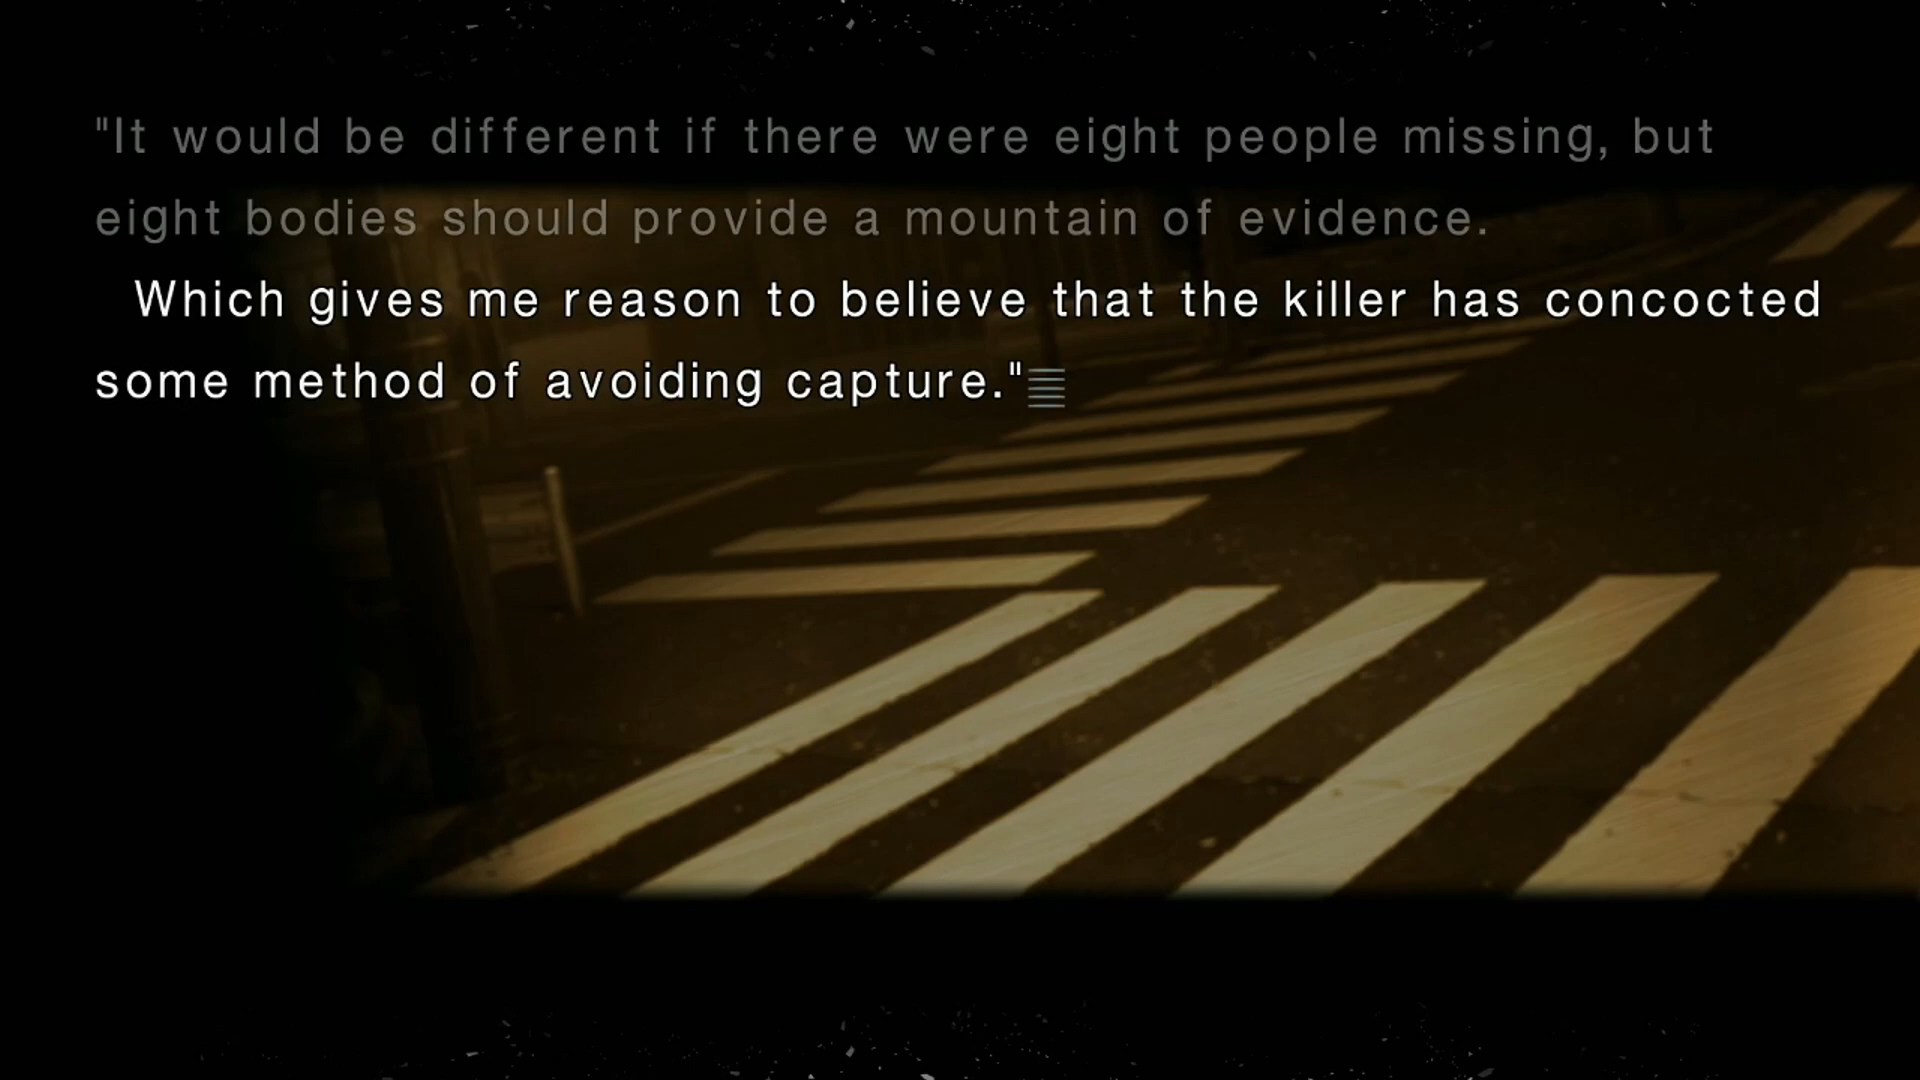 "It would be different if there were eight people missing, but
eight bodies should provide a mountain of evidence.
Which gives me reason to believe that the killer has concocted
some method of avoiding capture."